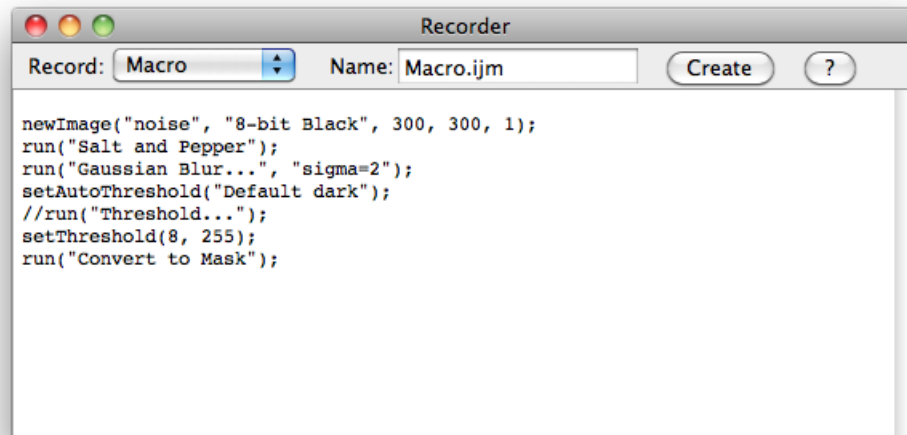 Recorder
Record: Macro Name: Macro.ijm Create ?
newImage("noise", "8-bit Black", 300, 300, 1);
run("Salt and Pepper");
run("Gaussian Blur...", "sigma=2");
setAutoThreshold("Default dark");
//run("Threshold...");
setThreshold(8, 255);
run("Convert to Mask");